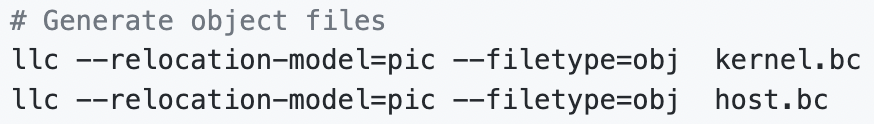 # Generate object files
llc --relocation-model=pic --filetype=obj  kernel.bc
llc --relocation-model=pic --filetype=obj  host.bc